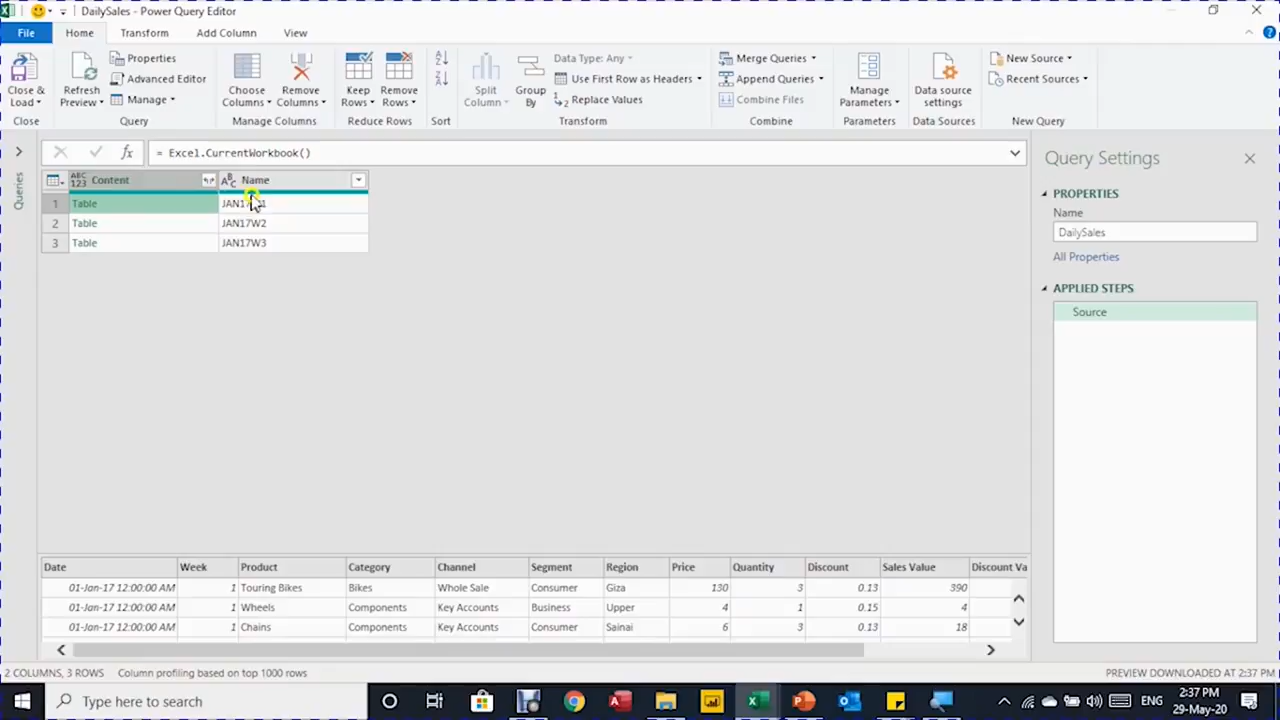 DailySales - Power Query Editor
File
Home
Transform
Add Column
View
Close & Load
Close
Refresh Preview
Properties
Advanced Editor
Manage
Query
Choose Columns
Remove Columns
Manage Columns
Keep Rows
Remove Rows
Reduce Rows
Sort
Split Column
Group By
Data Type: Any
Use First Row as Headers
Replace Values
Transform
Merge Queries
Append Queries
Combine Files
Combine
Manage Parameters
Parameters
Data source settings
Data Sources
New Source
Recent Sources
New Query
Queries
fx = Excel.CurrentWorkbook()
ABC 123 Content ABC Name
1 Table
2 Table JAN17W2
3 Table JAN17W3
Query Settings
PROPERTIES
Name
DailySales
All Properties
APPLIED STEPS
Source
Date Week Product Category Channel Segment Region Price Quantity Discount Sales Value Discount Va
01-Jan-17 12:00:00 AM 1 Touring Bikes Bikes Whole Sale Consumer Giza 130 3 0.13 390
01-Jan-17 12:00:00 AM 1 Wheels Components Key Accounts Business Upper 4 1 0.15 4
01-Jan-17 12:00:00 AM 1 Chains Components Key Accounts Consumer Sainai 6 3 0.13 18
2 COLUMNS, 3 ROWS Column profiling based on top 1000 rows
PREVIEW DOWNLOADED AT 2:37 PM
Type here to search
ENG
2:37 PM
29-May-20